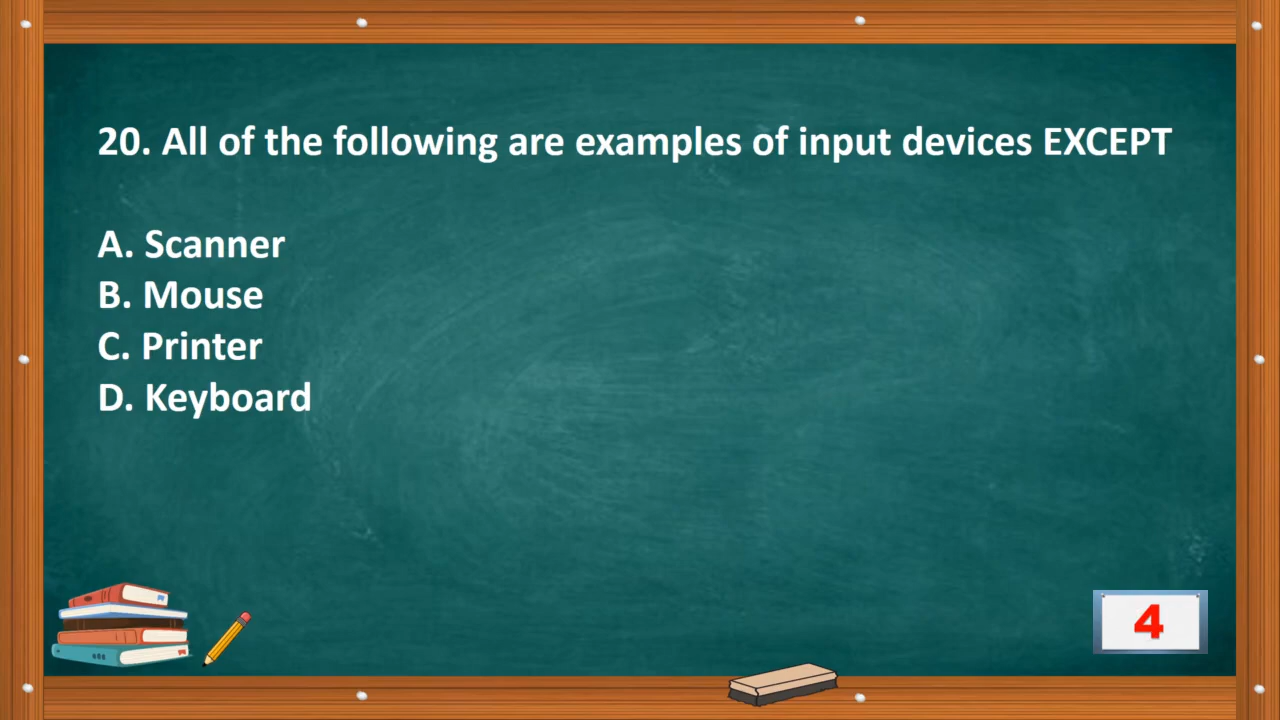 20. All of the following are examples of input devices EXCEPT
A. Scanner
B. Mouse
C. Printer
D. Keyboard
4